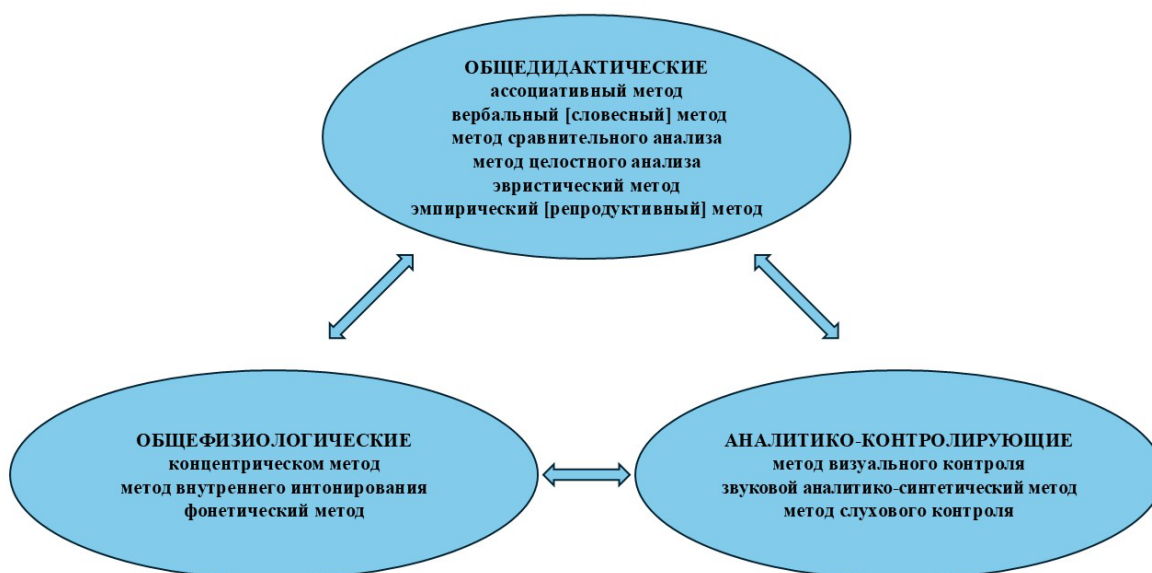 ОБЩЕДИДАКТИЧЕСКИЕ
ассоциативный метод
вербальный [словесный] метод
метод сравнительного анализа
метод целостного анализа
эвристический метод
эмпирический [репродуктивный] метод
ОБЩЕФИЗИОЛОГИЧЕСКИЕ
концентрическом метод
метод внутреннего интонирования
фонетический метод
АНАЛИТИКО-КОНТРОЛИРУЮЩИЕ
метод визуального контроля
звуковой аналитико-синтетический метод
метод слухового контроля